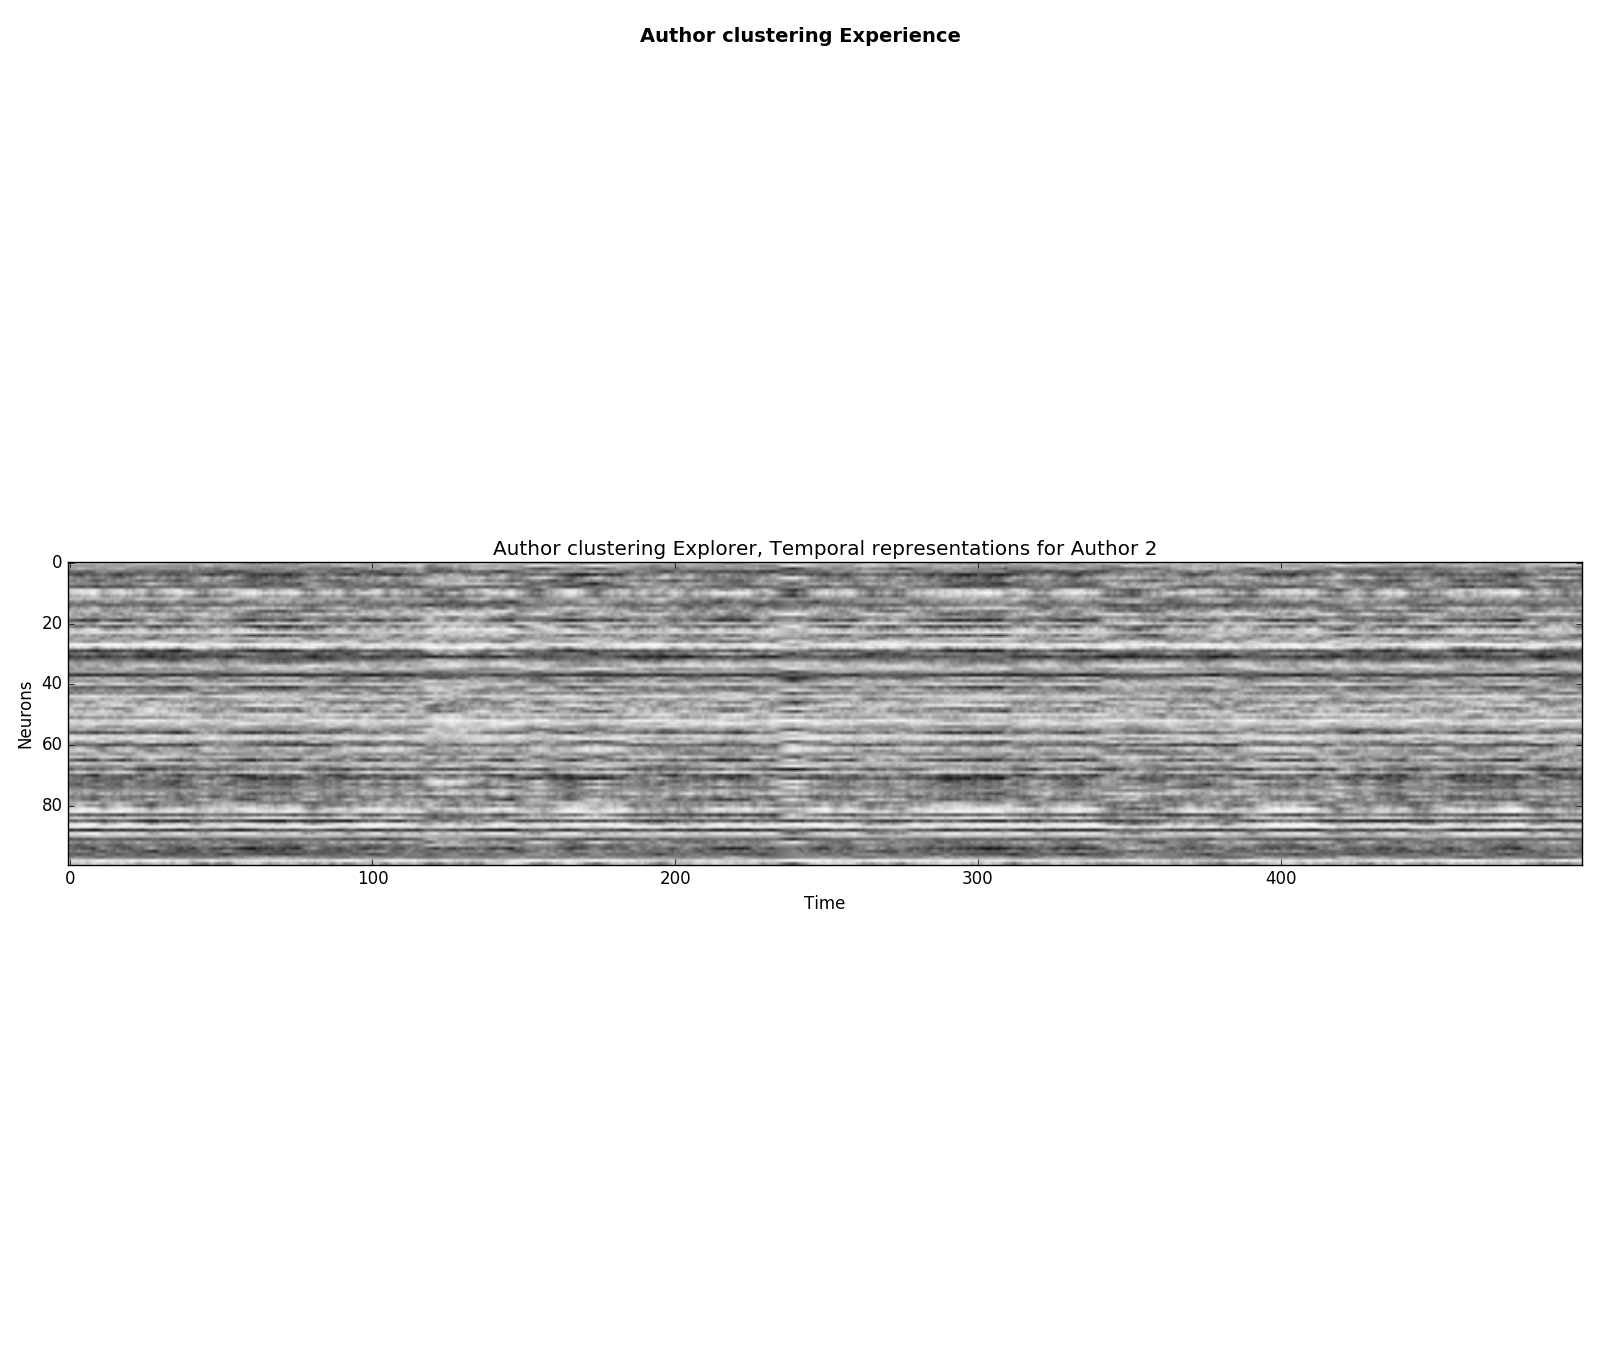 Author clustering Experience
Author clustering Explorer, Temporal representations for Author 2
0
20
40
60
80
Neurons
0 100 200 300 400
Time